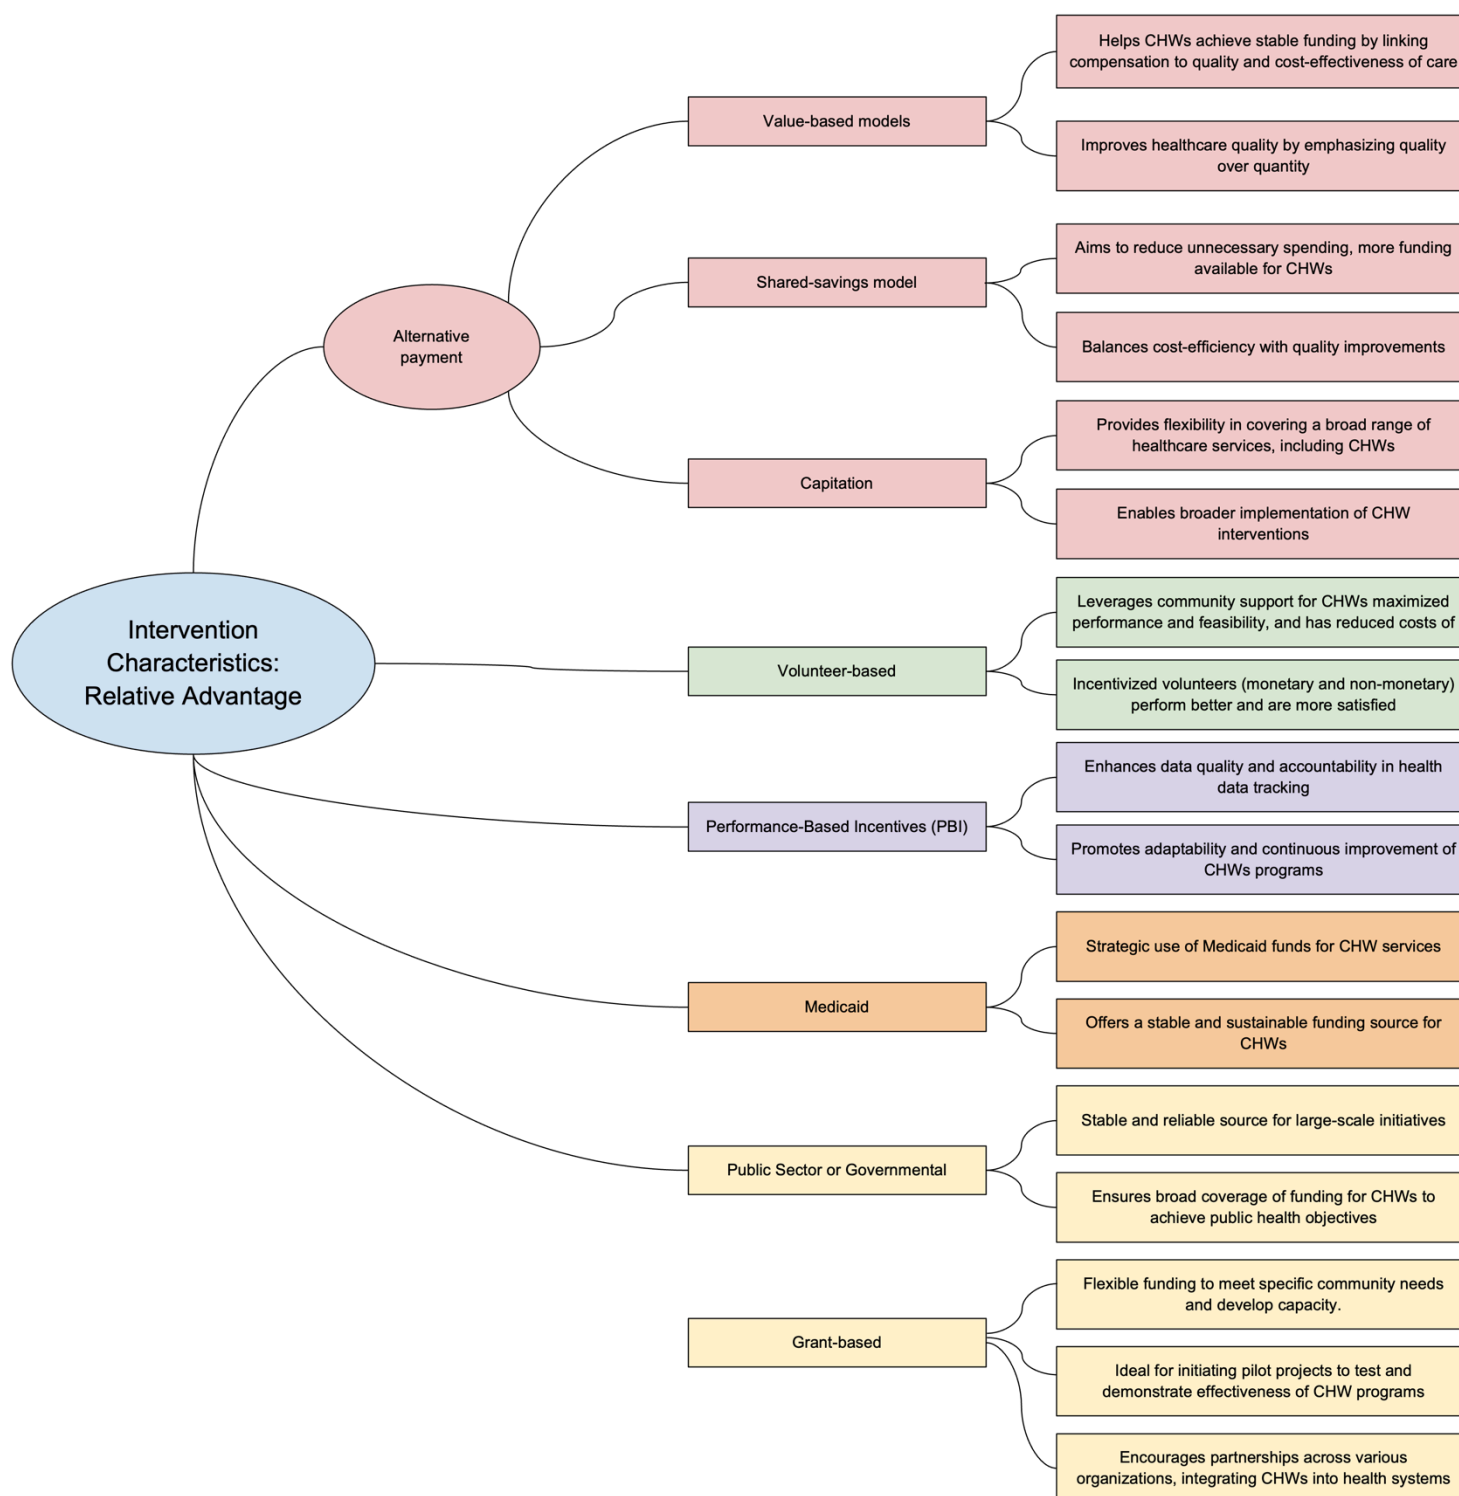 Helps CHWs achieve stable funding by linking
compensation to quality and cost-effectiveness of care
Value-based models
Improves healthcare quality by emphasizing quality
over quantity
Aims to reduce unnecessary spending, more funding
available for CHWs
Shared-savings model
Balances cost-efficiency with quality improvements
Alternative
payment
Provides flexibility in covering a broad range of
healthcare services, including CHWs
Capitation
Enables broader implementation of CHW
interventions
Intervention
Characteristics:
Relative Advantage
Leverages community support for CHWs maximized
performance and feasibility, and has reduced costs of
Volunteer-based
Incentivized volunteers (monetary and non-monetary)
perform better and are more satisfied
Enhances data quality and accountability in health
data tracking
Performance-Based Incentives (PBI)
Promotes adaptability and continuous improvement of
CHWs programs
Strategic use of Medicaid funds for CHW services
Medicaid
Offers a stable and sustainable funding source for
CHWs
Stable and reliable source for large-scale initiatives
Public Sector or Governmental
Ensures broad coverage of funding for CHWs to
achieve public health objectives
Flexible funding to meet specific community needs
and develop capacity.
Grant-based
Ideal for initiating pilot projects to test and
demonstrate effectiveness of CHW programs
Encourages partnerships across various
organizations, integrating CHWs into health systems